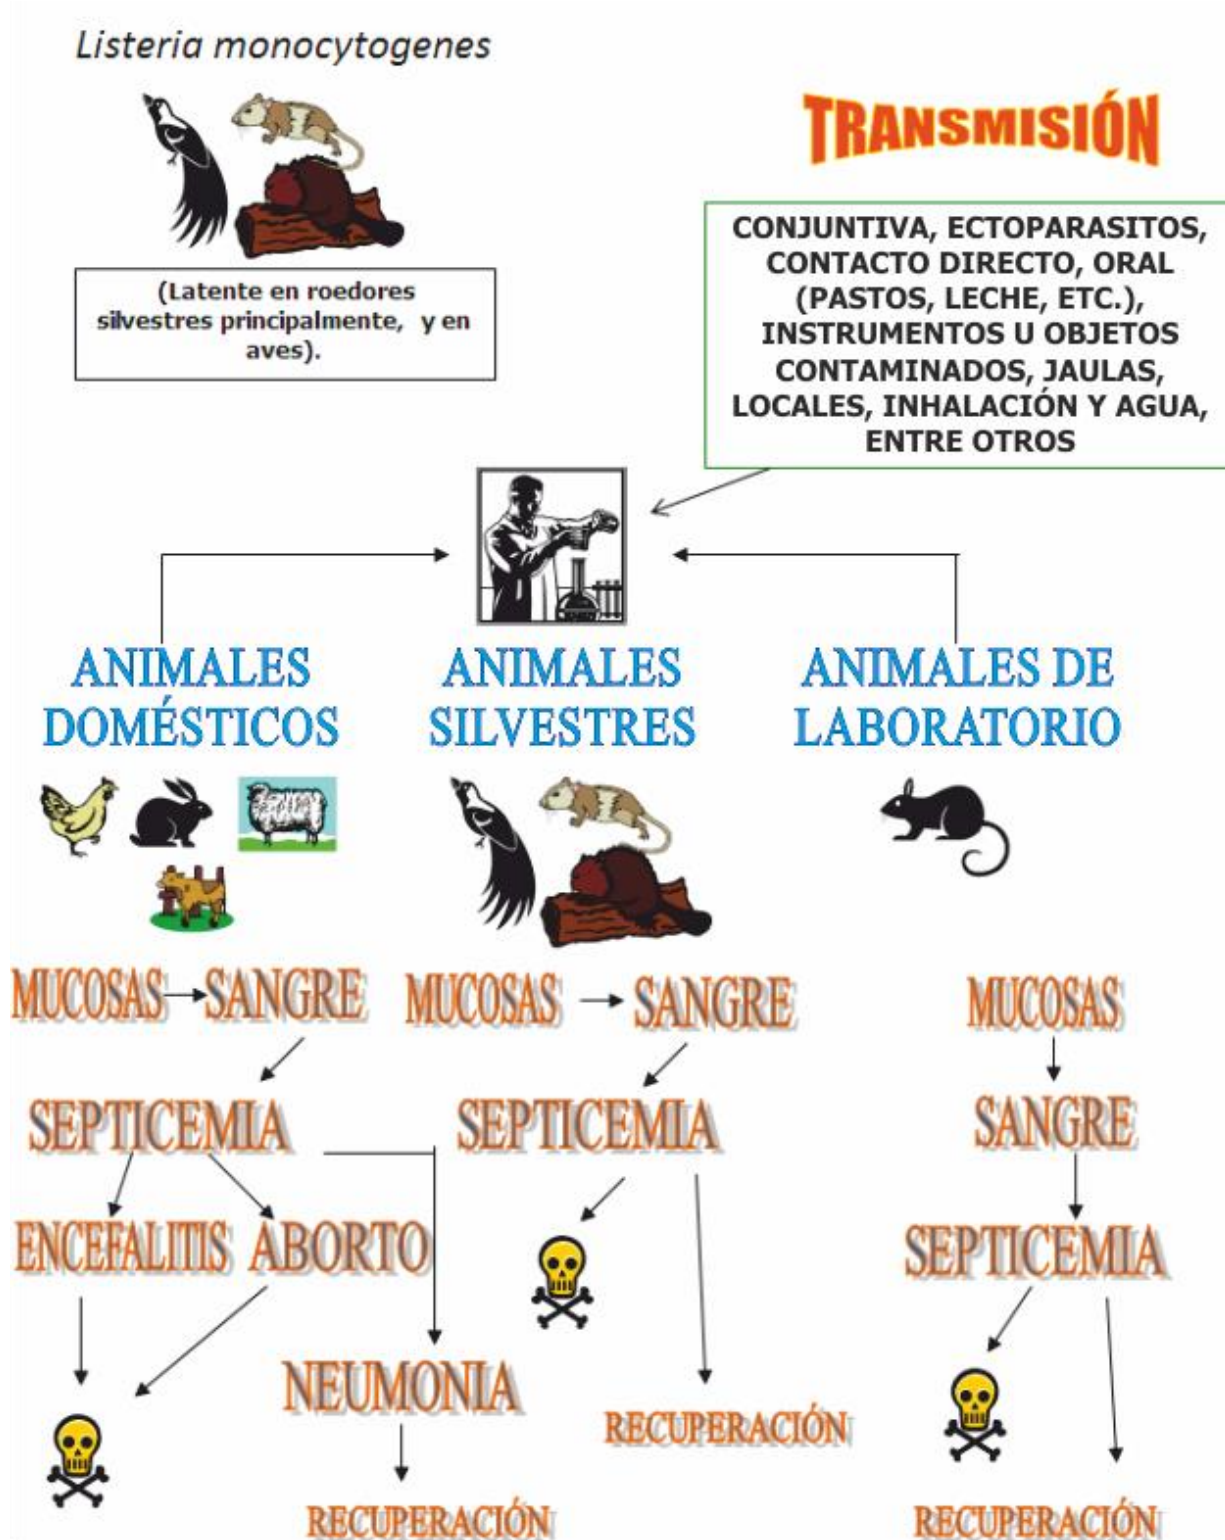 Listeria monocytogenes
TRANSMISIÓN
(Latente en roedores
silvestres principalmente, y en
aves).
CONJUNTIVA, ECTOPARASITOS,
CONTACTO DIRECTO, ORAL
(PASTOS, LECHE, ETC.),
INSTRUMENTOS U OBJETOS
CONTAMINADOS, JAULAS,
LOCALES, INHALACIÓN Y AGUA,
ENTRE OTROS
ANIMALES
DOMÉSTICOS
ANIMALES
SILVESTRES
ANIMALES DE
LABORATORIO
MUCOSAS
SANGRE
SEPTICEMIA
ENCEFALITIS
ABORTO
NEUMONIA
RECUPERACIÓN
MUCOSAS
SANGRE
SEPTICEMIA
RECUPERACIÓN
MUCOSAS
SANGRE
SEPTICEMIA
RECUPERACIÓN